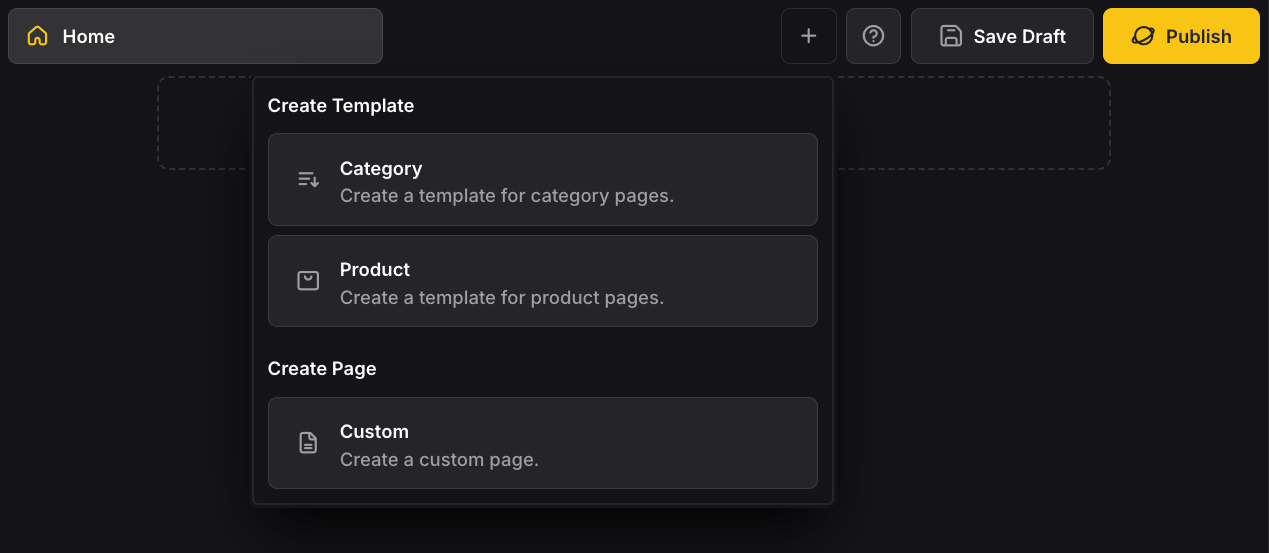 Home
Save Draft
Publish
Create Template
Category
Create a template for category pages.
Product
Create a template for product pages.
Create Page
Custom
Create a custom page.